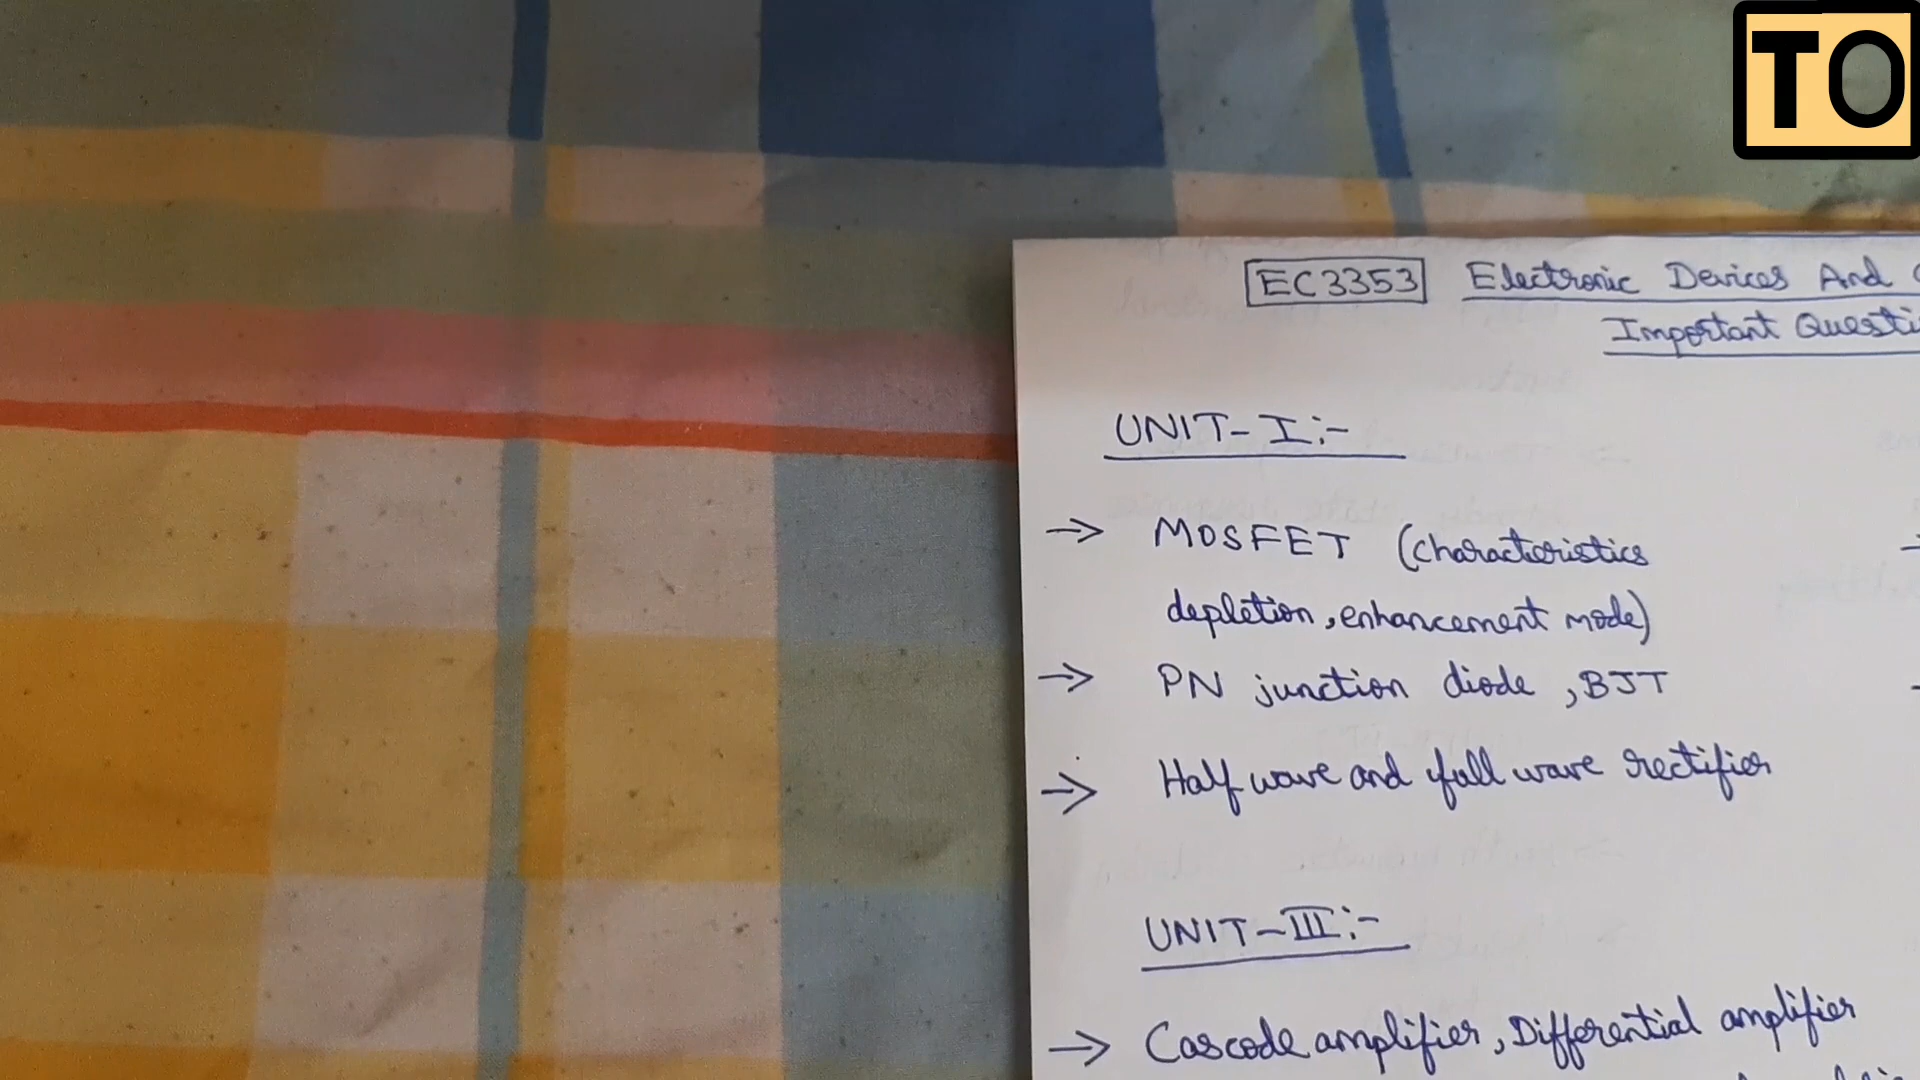 TO
EC3353 Electronic Devices And
Important
UNIT-I:-
→ MOSFET (characteristics
depletion, enhancement mode)
→ PN junction diode, BJT
→ Half wave and full wave rectifier
UNIT-III:-
→ Cascode amplifier, Differential amplifier